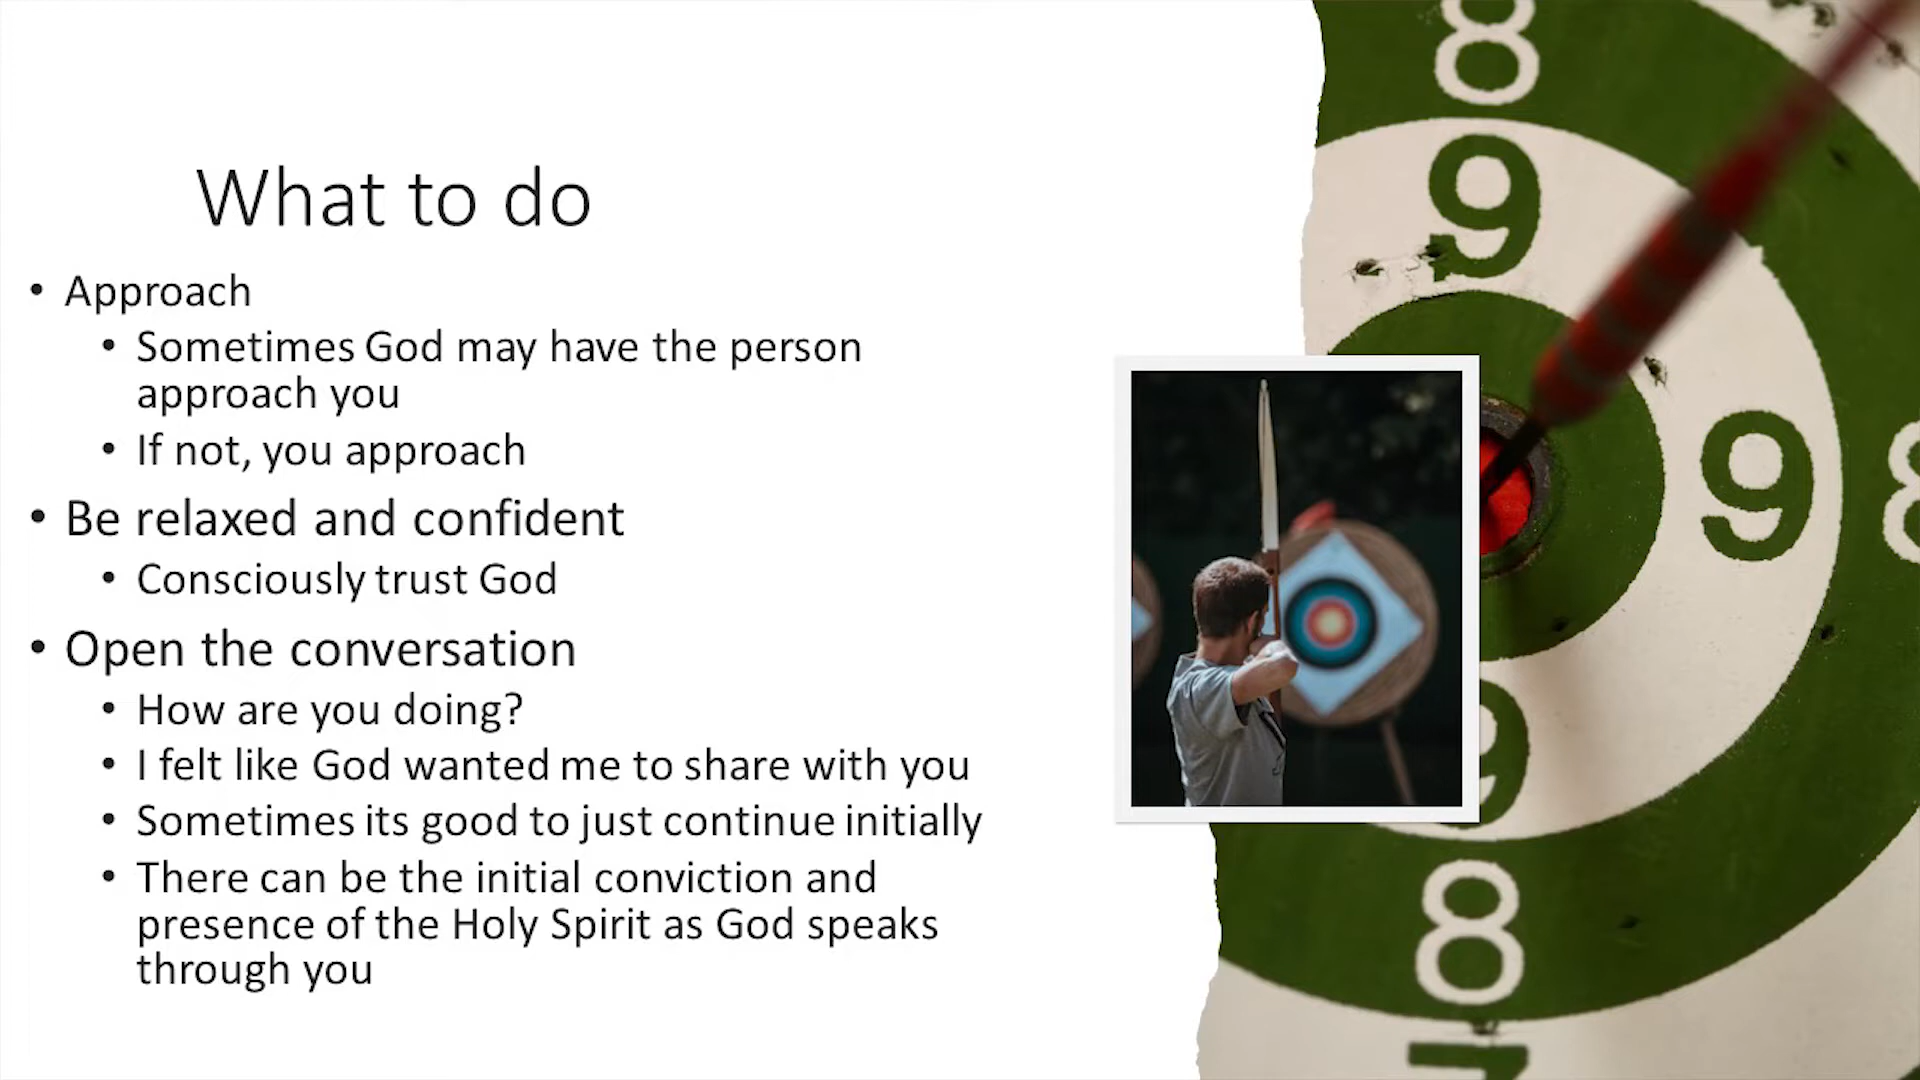 What to do
• Approach
• Sometimes God may have the person
approach you
• If not, you approach
• Be relaxed and confident
• Consciously trust God
• Open the conversation
• How are you doing?
• I felt like God wanted me to share with you
• Sometimes its good to just continue initially
• There can be the initial conviction and
presence of the Holy Spirit as God speaks
through you
8
9
9
8
9
8